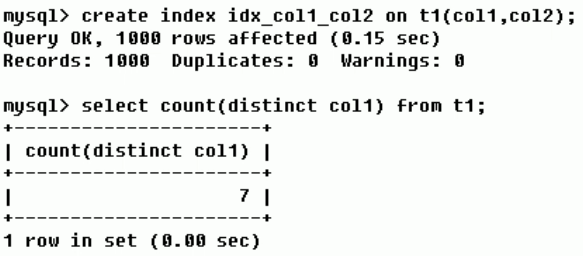 mysql> create index idx_col1_col2 on t1(col1,col2);
Query OK, 1000 rows affected (0.15 sec)
Records: 1000  Duplicates: 0  Warnings: 0
mysql> select count(distinct col1) from t1;
+----------------------+
| count(distinct col1) |
+----------------------+
|                    7 |
+----------------------+
1 row in set (0.00 sec)